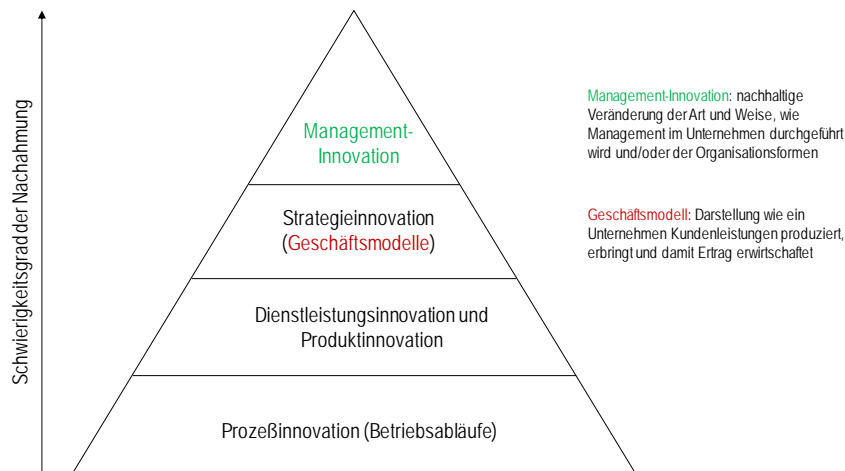 Schwierigkeitsgrad der Nachahmung
Management-
Innovation
Strategieinnovation
(Geschäftsmodelle)
Dienstleistungsinnovation und
Produktinnovation
Prozeßinnovation (Betriebsabläufe)
Management-Innovation: nachhaltige
Veränderung der Art und Weise, wie
Management im Unternehmen durchgeführt
wird und/oder der Organisationsformen
Geschäftsmodell: Darstellung wie ein
Unternehmen Kundenleistungen produziert,
erbringt und damit Ertrag erwirtschaftet